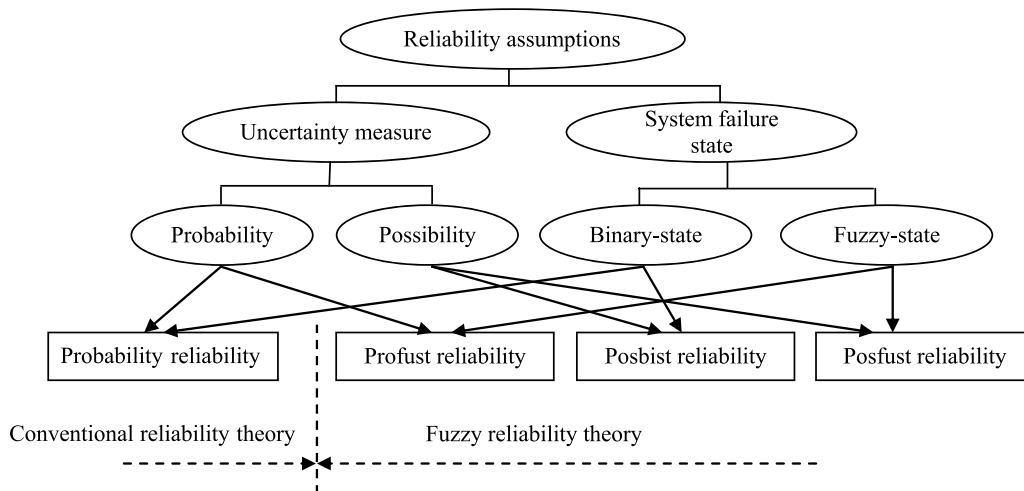 Reliability assumptions
Uncertainty measure
System failure
state
Probability
Possibility
Binary-state
Fuzzy-state
Probability reliability
Profust reliability
Posbist reliability
Posfust reliability
Conventional reliability theory
Fuzzy reliability theory